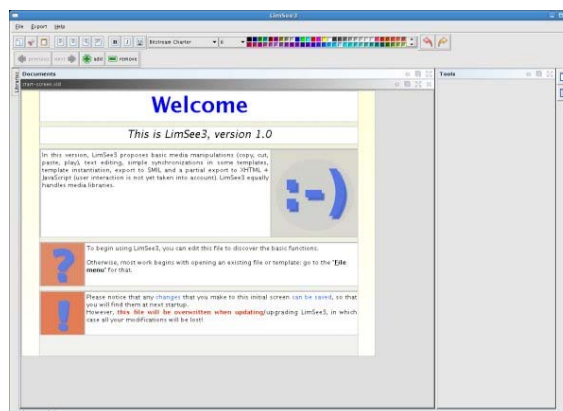 LimSee3
File Export Help
B I U Bitstream Charter 6
previous next add remove
Libraries
Documents Tools
start-screen.lsd
Welcome
This is LimSee3, version 1.0
In this version, LimSee3 proposes basic media manipulations (copy, cut,
paste, play), text editing, simple synchronizations in some templates,
template instantiation, export to SMIL and a partial export to XHTML +
JavaScript (user interaction is not yet taken into account). LimSee3 equally
handles media libraries.
:-)
?
To begin using LimSee3, you can edit this file to discover the basic functions.
Otherwise, most work begins with opening an existing file or template: go to the "File
menu" for that.
!
Please notice that any changes that you make to this initial screen can be saved, so that
you will find them at next startup.
However, this file will be overwritten when updating/upgrading LimSee3, in which
case all your modifications will be lost!